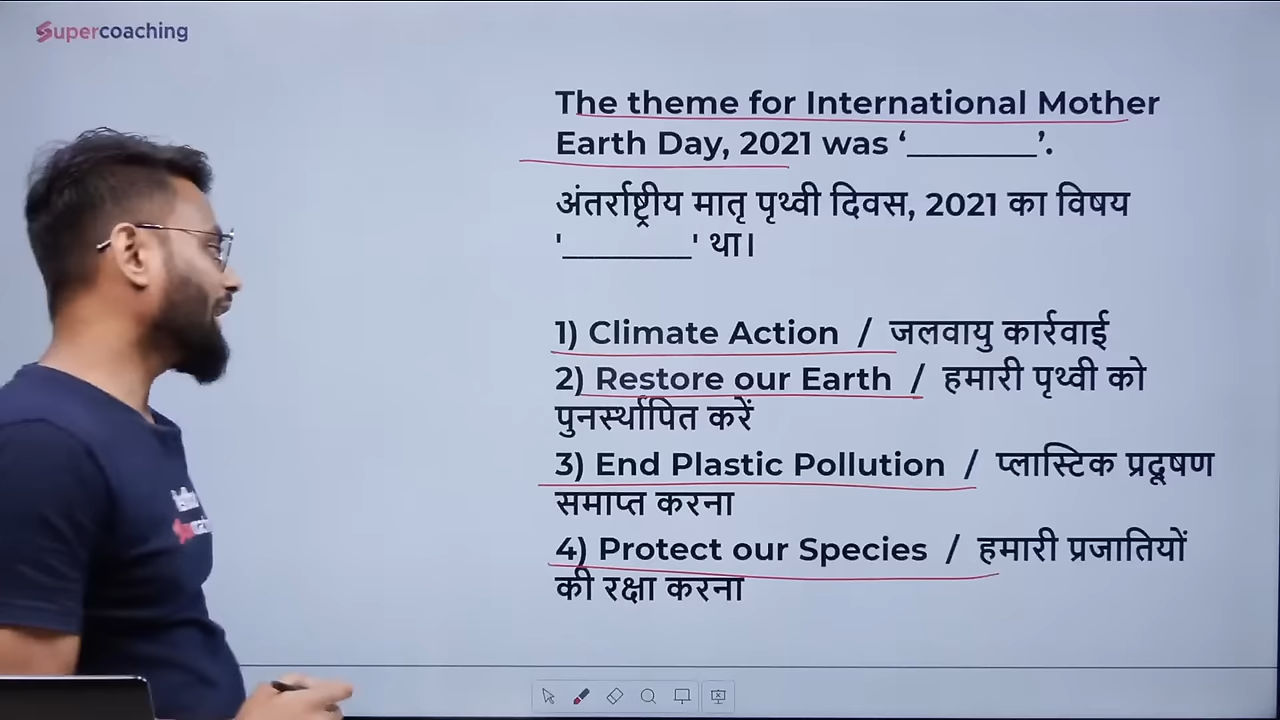 Supercoaching
The theme for International Mother
Earth Day, 2021 was ‘________’.
अंतर्राष्ट्रीय मातृ पृथ्वी दिवस, 2021 का विषय
'________' था।
1) Climate Action / जलवायु कार्रवाई
2) Restore our Earth / हमारी पृथ्वी को
पुनर्स्थापित करें
3) End Plastic Pollution / प्लास्टिक प्रदूषण
समाप्त करना
4) Protect our Species / हमारी प्रजातियों
की रक्षा करना